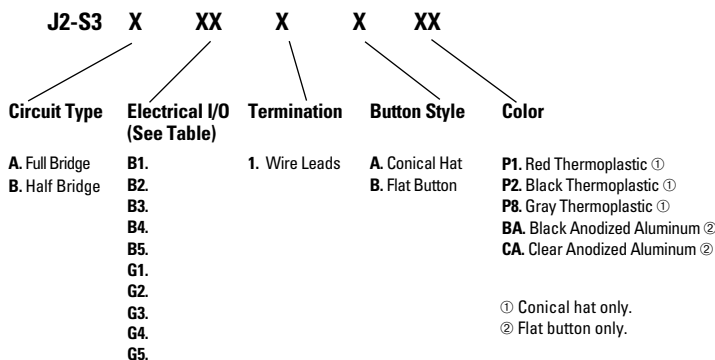 J2-S3 X XX X X XX
Circuit Type
A. Full Bridge
B. Half Bridge
Electrical I/O
(See Table)
B1.
B2.
B3.
B4.
B5.
G1.
G2.
G3.
G4.
G5.
Termination
1. Wire Leads
Button Style
A. Conical Hat
B. Flat Button
Color
P1. Red Thermoplastic ①
P2. Black Thermoplastic ①
P8. Gray Thermoplastic ①
BA. Black Anodized Aluminum ②
CA. Clear Anodized Aluminum ②
① Conical hat only.
② Flat button only.